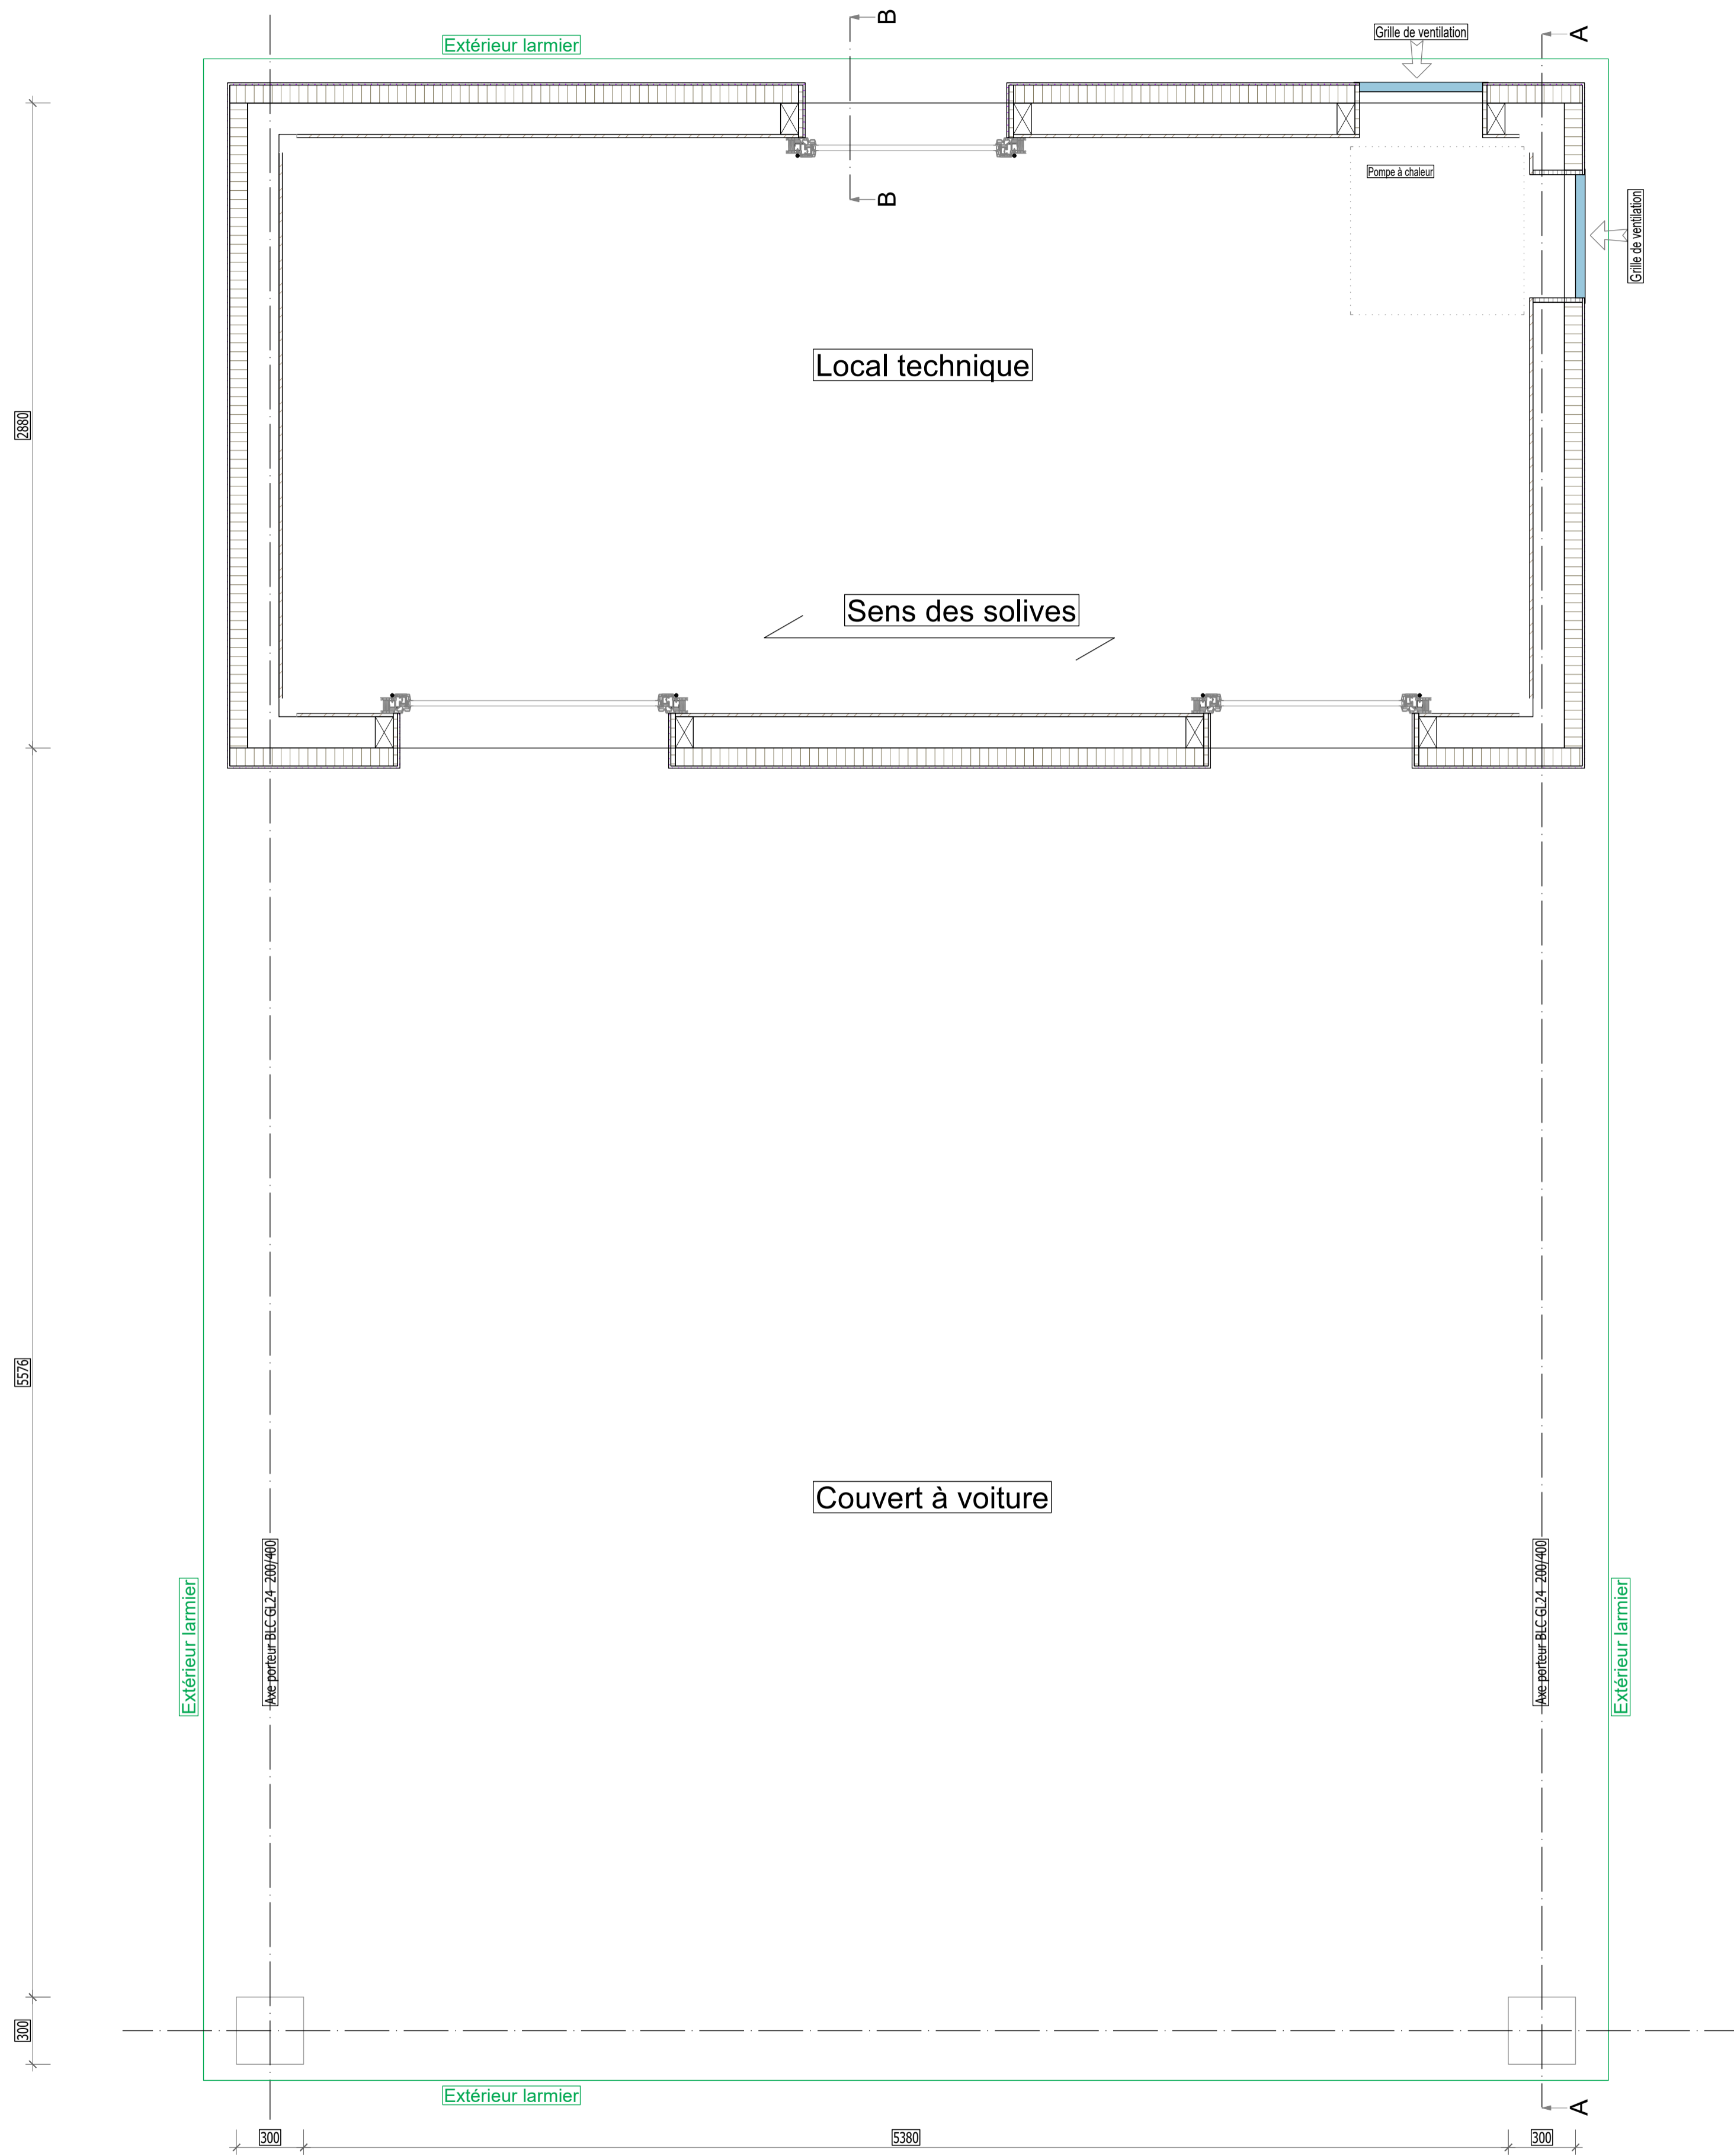 B
Extérieur larmier
Grille de ventilation
A
Pompe à chaleur
B
Grille de ventilation
Local technique
2880
Sens des solives
5576
Couvert à voiture
Axe porteur BLC GL24 200/400
Axe porteur BLC GL24 200/400
Extérieur larmier
Extérieur larmier
300
Extérieur larmier
A
300
5380
300